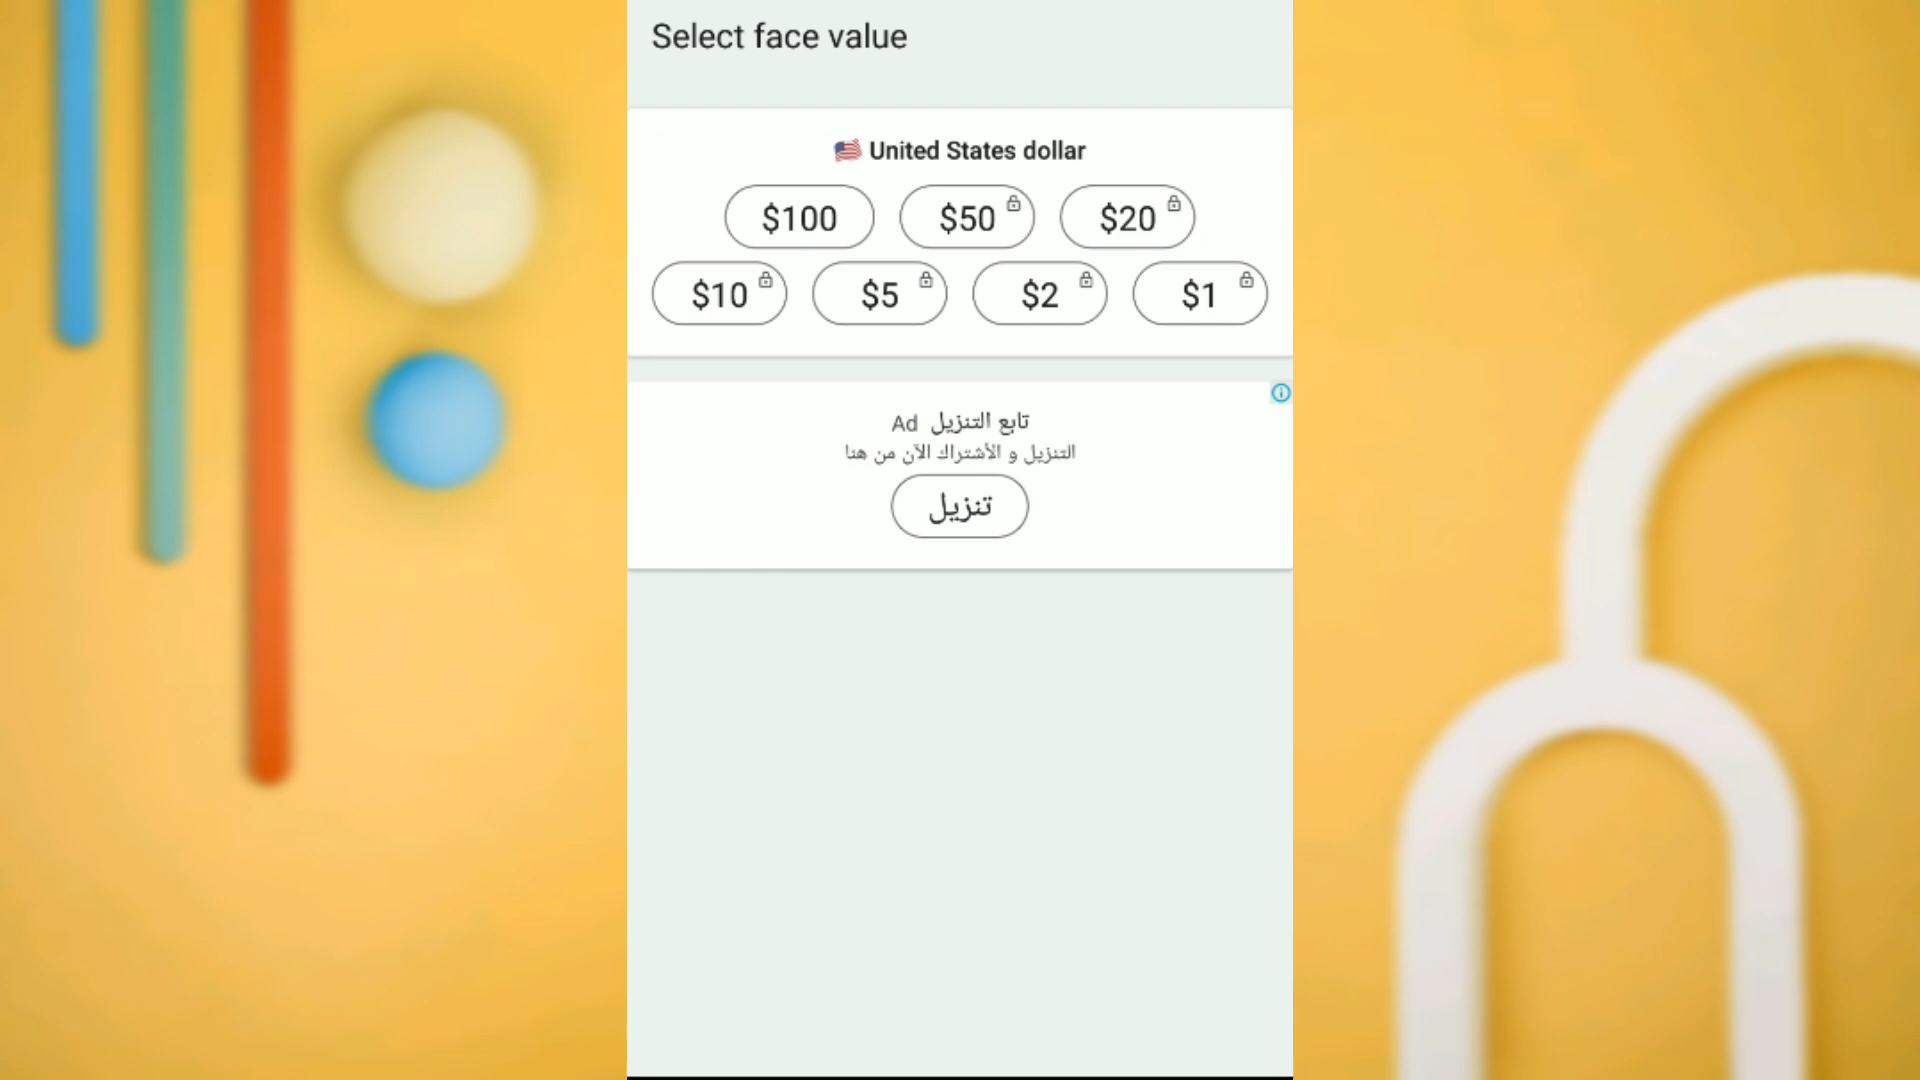 Select face value
🇺🇸 United States dollar
$100 $50 $20
$10 $5 $2 $1
تابع التنزيل Ad
التنزيل و الأشتراك الآن من هنا
تنزيل